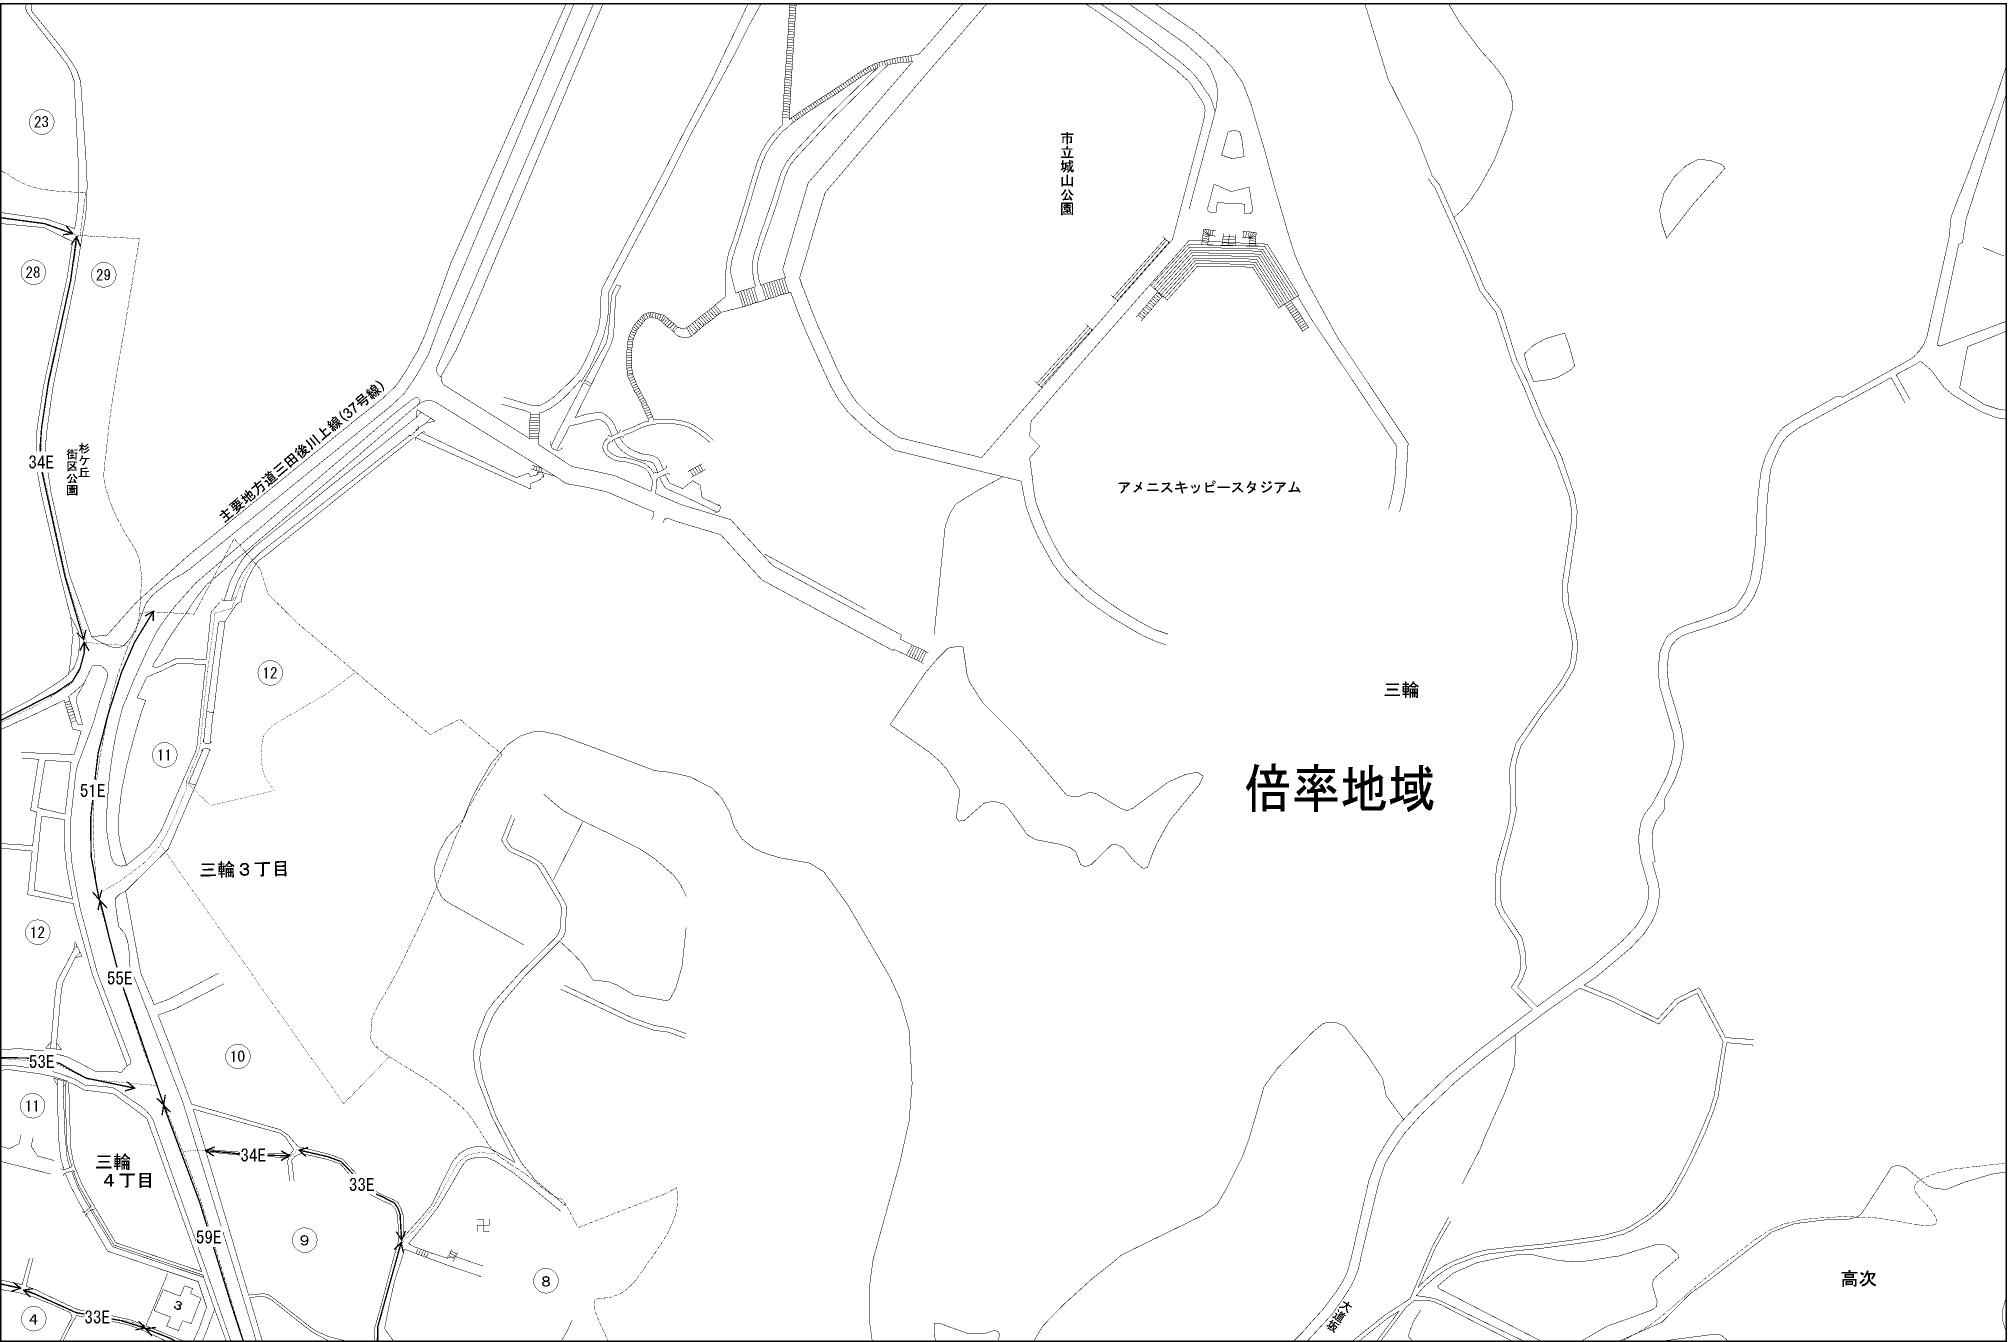 23
市立城山公園
28
29
主要地方道三田後川上線(37号線)
34E
杉ケ丘
街区公園
アメニスキッピースタジアム
12
三輪
11
51E
倍率地域
三輪３丁目
12
55E
10
53E
11
34E
三輪
４丁目
33E
59E
9
8
高次
3
33E
4
大道坂